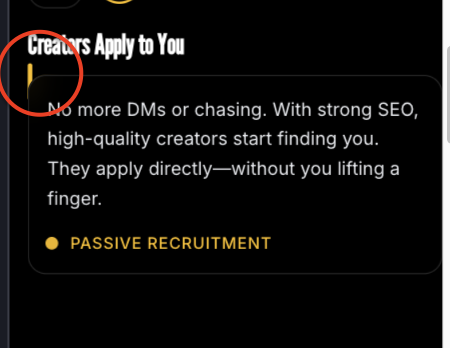 Creators Apply to You
No more DMs or chasing. With strong SEO,
high-quality creators start finding you.
They apply directly—without you lifting a
finger.
PASSIVE RECRUITMENT